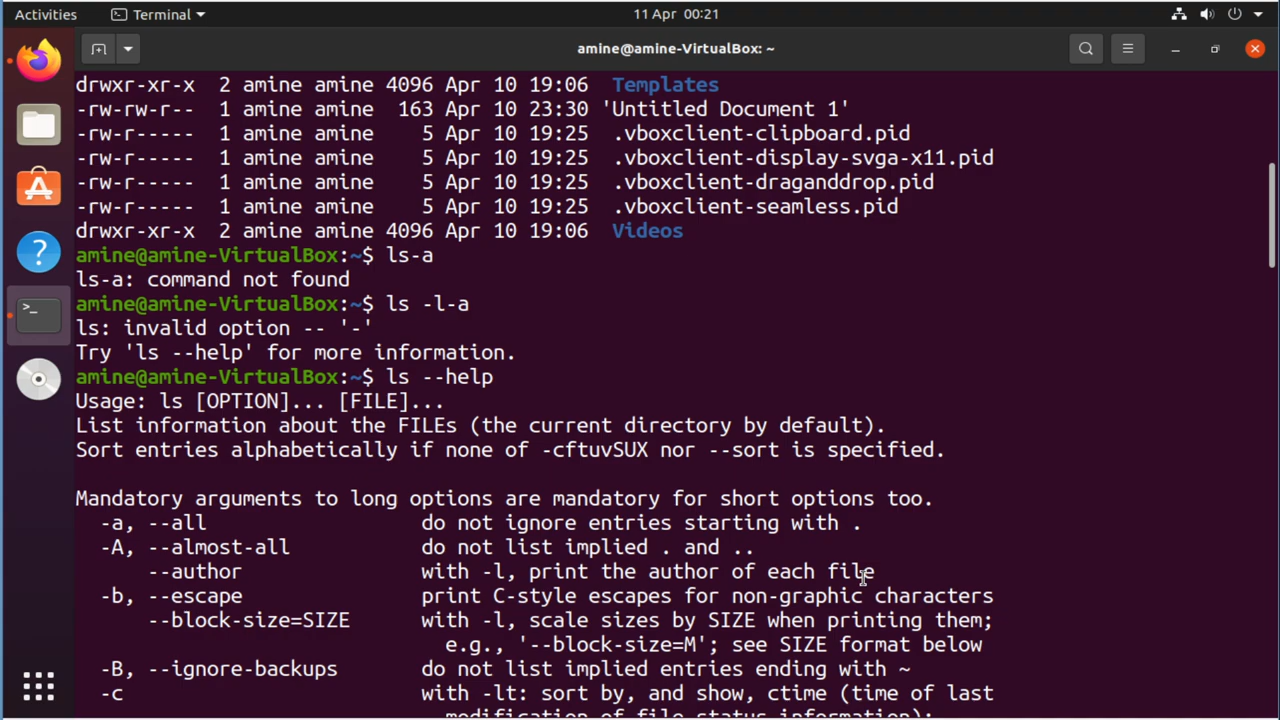 Activities Terminal 11 Apr 00:21
amine@amine-VirtualBox: ~
drwxr-xr-x 2 amine amine 4096 Apr 10 19:06 Templates
-rw-rw-r-- 1 amine amine 163 Apr 10 23:30 'Untitled Document 1'
-rw-r----- 1 amine amine 5 Apr 10 19:25 .vboxclient-clipboard.pid
-rw-r----- 1 amine amine 5 Apr 10 19:25 .vboxclient-display-svga-x11.pid
-rw-r----- 1 amine amine 5 Apr 10 19:25 .vboxclient-draganddrop.pid
-rw-r----- 1 amine amine 5 Apr 10 19:25 .vboxclient-seamless.pid
drwxr-xr-x 2 amine amine 4096 Apr 10 19:06 Videos
amine@amine-VirtualBox:~$ ls-a
ls-a: command not found
amine@amine-VirtualBox:~$ ls -l-a
ls: invalid option -- '-'
Try 'ls --help' for more information.
amine@amine-VirtualBox:~$ ls --help
Usage: ls [OPTION]... [FILE]...
List information about the FILEs (the current directory by default).
Sort entries alphabetically if none of -cftuvSUX nor --sort is specified.
Mandatory arguments to long options are mandatory for short options too.
-a, --all do not ignore entries starting with .
-A, --almost-all do not list implied . and ..
--author with -l, print the author of each file
-b, --escape print C-style escapes for non-graphic characters
--block-size=SIZE with -l, scale sizes by SIZE when printing them;
e.g., '--block-size=M'; see SIZE format below
-B, --ignore-backups do not list implied entries ending with ~
-c with -lt: sort by, and show, ctime (time of last
modification of file status information);